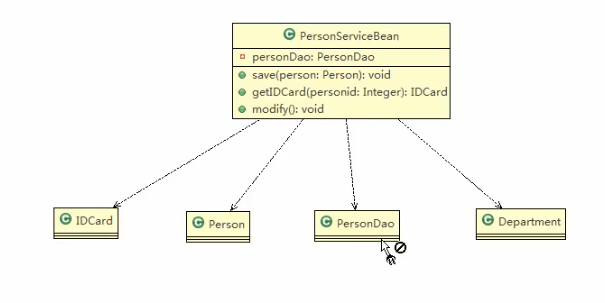 PersonServiceBean
personDao: PersonDao
save(person: Person): void
getIDCard(personid: Integer): IDCard
modify(): void
IDCard
Person
PersonDao
Department